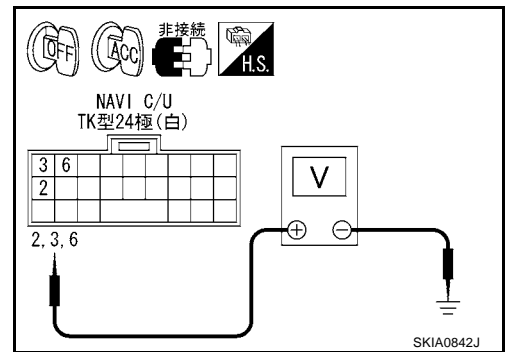 OFF
ACC
非接続
H.S.
NAVI C/U
TK型24極(白)
3 6
2
2,3,6
V
+ −
SKIA0842J